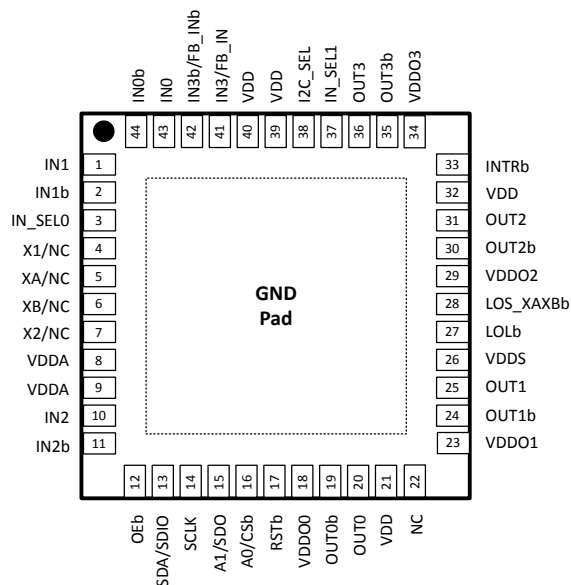 IN0b
IN0
IN3b/FB_INb
IN3/FB_IN
VDD
VDD
I2C_SEL
IN_SEL1
OUT3
OUT3b
VDDO3
44
43
42
41
40
39
38
37
36
35
34
IN1 1
IN1b 2
IN_SEL0 3
X1/NC 4
XA/NC 5
XB/NC 6
X2/NC 7
VDDA 8
VDDA 9
IN2 10
IN2b 11
GND
Pad
33 INTRb
32 VDD
31 OUT2
30 OUT2b
29 VDDO2
28 LOS_XAXBb
27 LOLb
26 VDDS
25 OUT1
24 OUT1b
23 VDDO1
12
13
14
15
16
17
18
19
20
21
22
OEb
SDA/SDIO
SCLK
A1/SDO
A0/CSb
RSTb
VDDO0
OUT0b
OUT0
VDD
NC